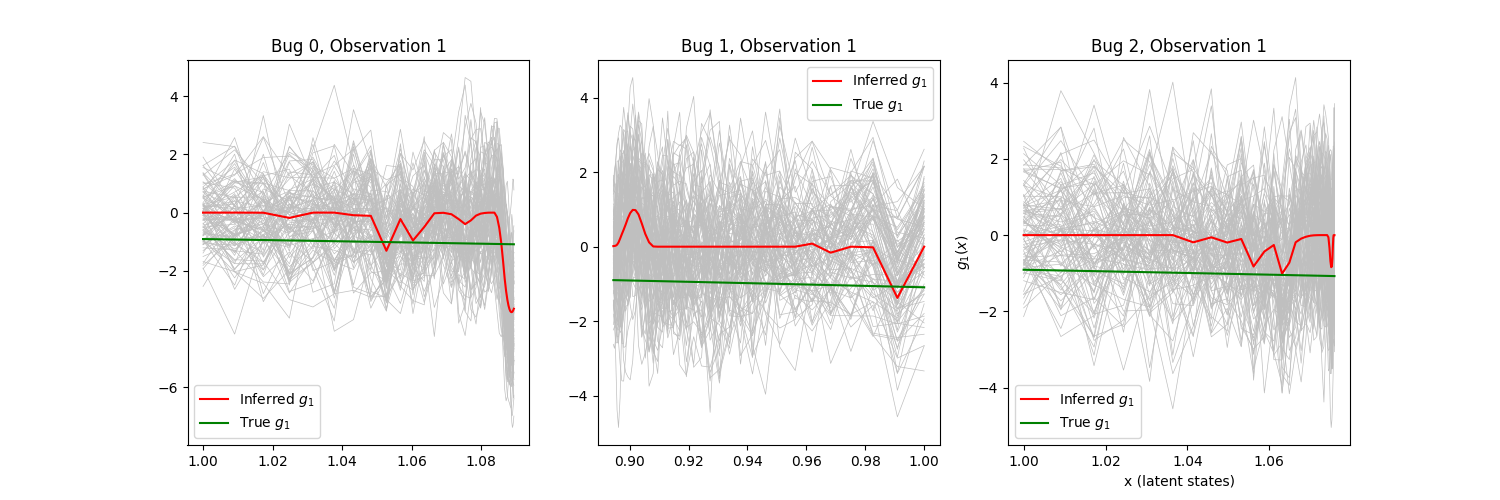 Bug 0, Observation 1
4
2
0
−2
−4
−6
Inferred g₁
True g₁
1.00 1.02 1.04 1.06 1.08
Bug 1, Observation 1
Inferred g₁
True g₁
4
2
0
−2
−4
0.90 0.92 0.94 0.96 0.98 1.00
Bug 2, Observation 1
g₁(x)
4
2
0
−2
−4
Inferred g₁
True g₁
1.00 1.02 1.04 1.06
x (latent states)